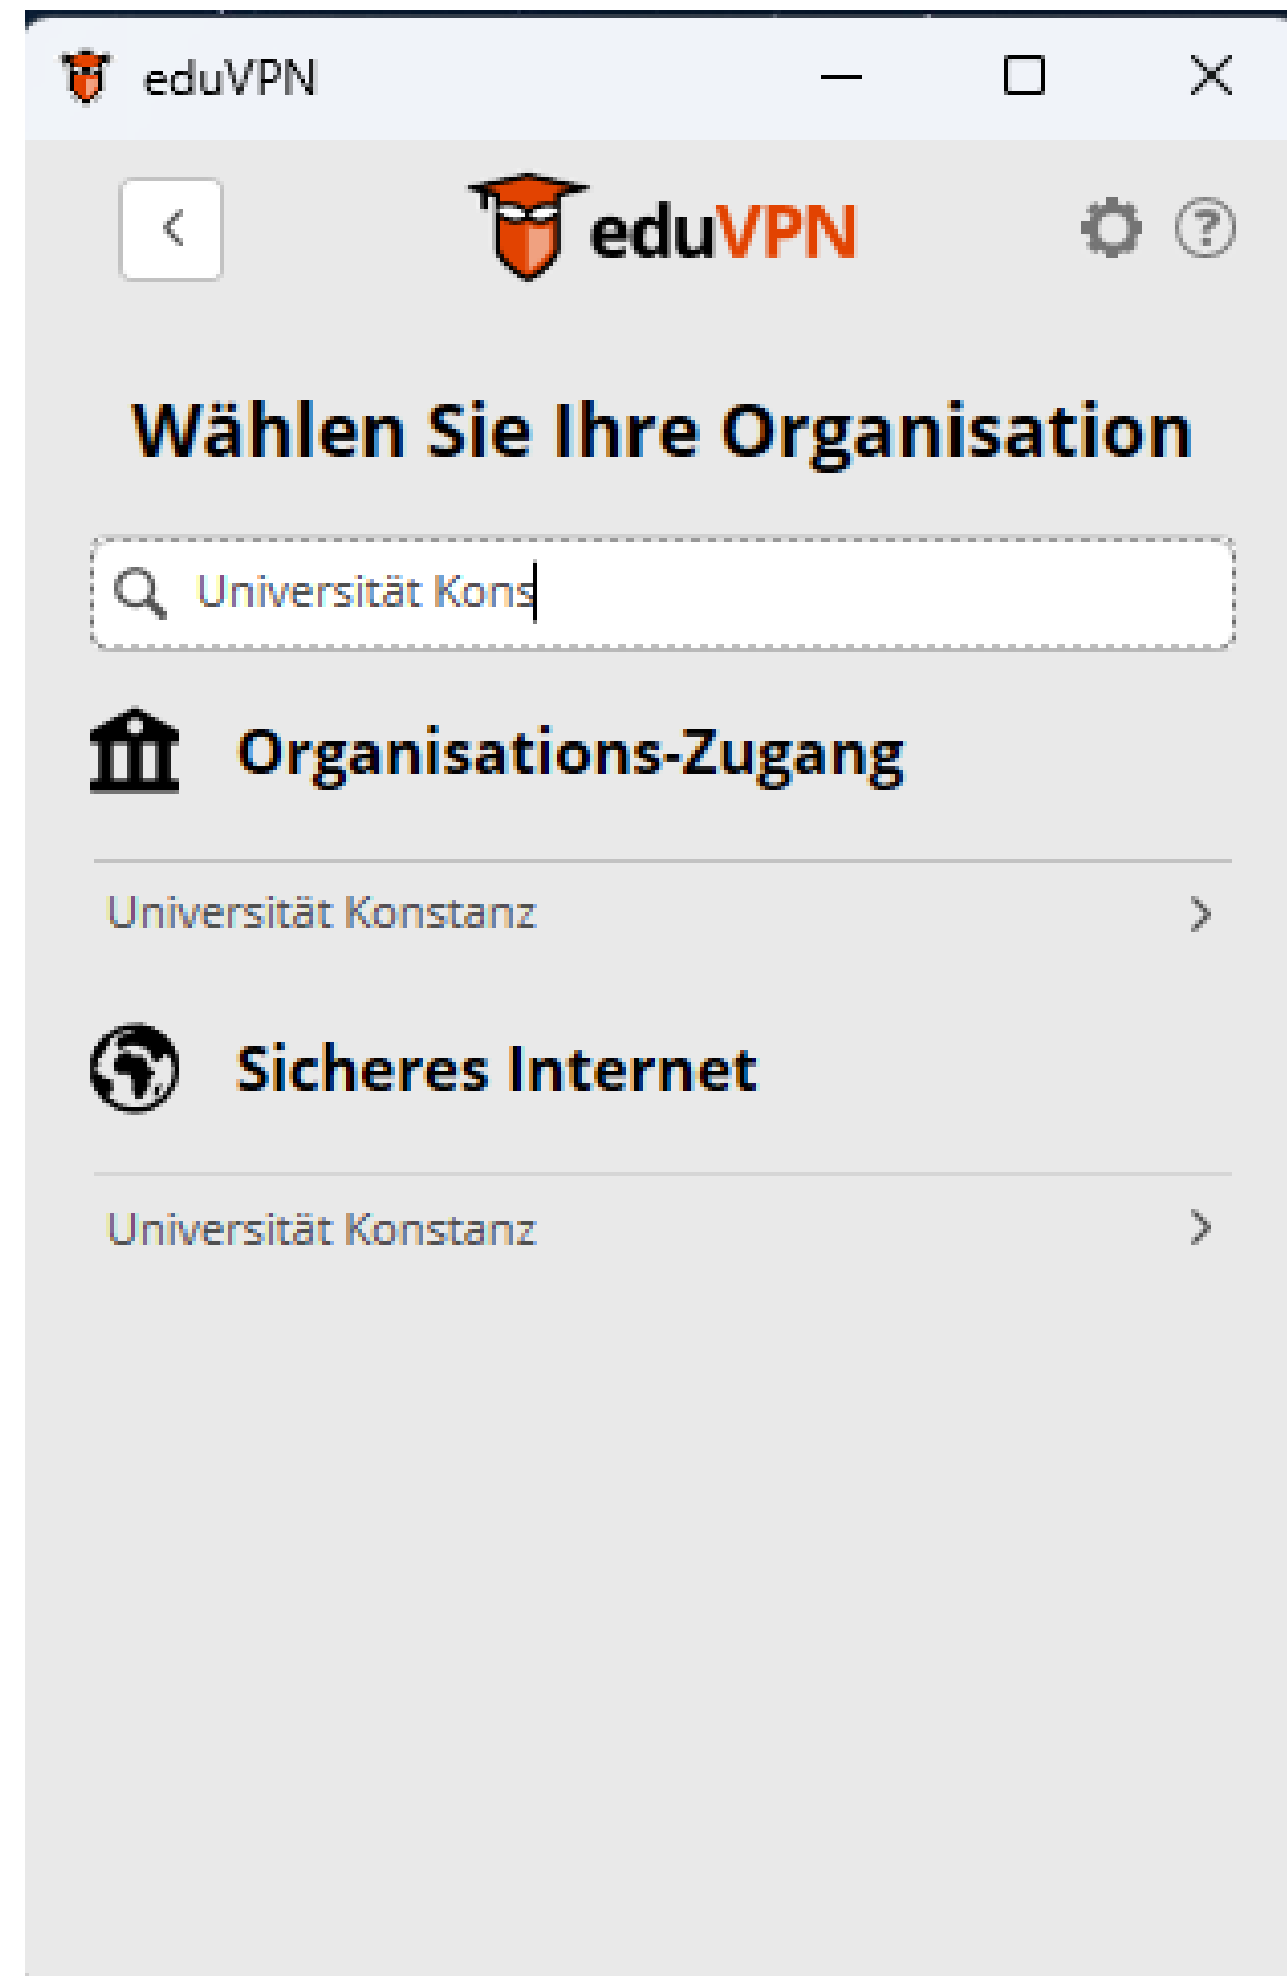 eduVPN
eduVPN
Wählen Sie Ihre Organisation
Universität Kons
Organisations-Zugang
Universität Konstanz
Sicheres Internet
Universität Konstanz